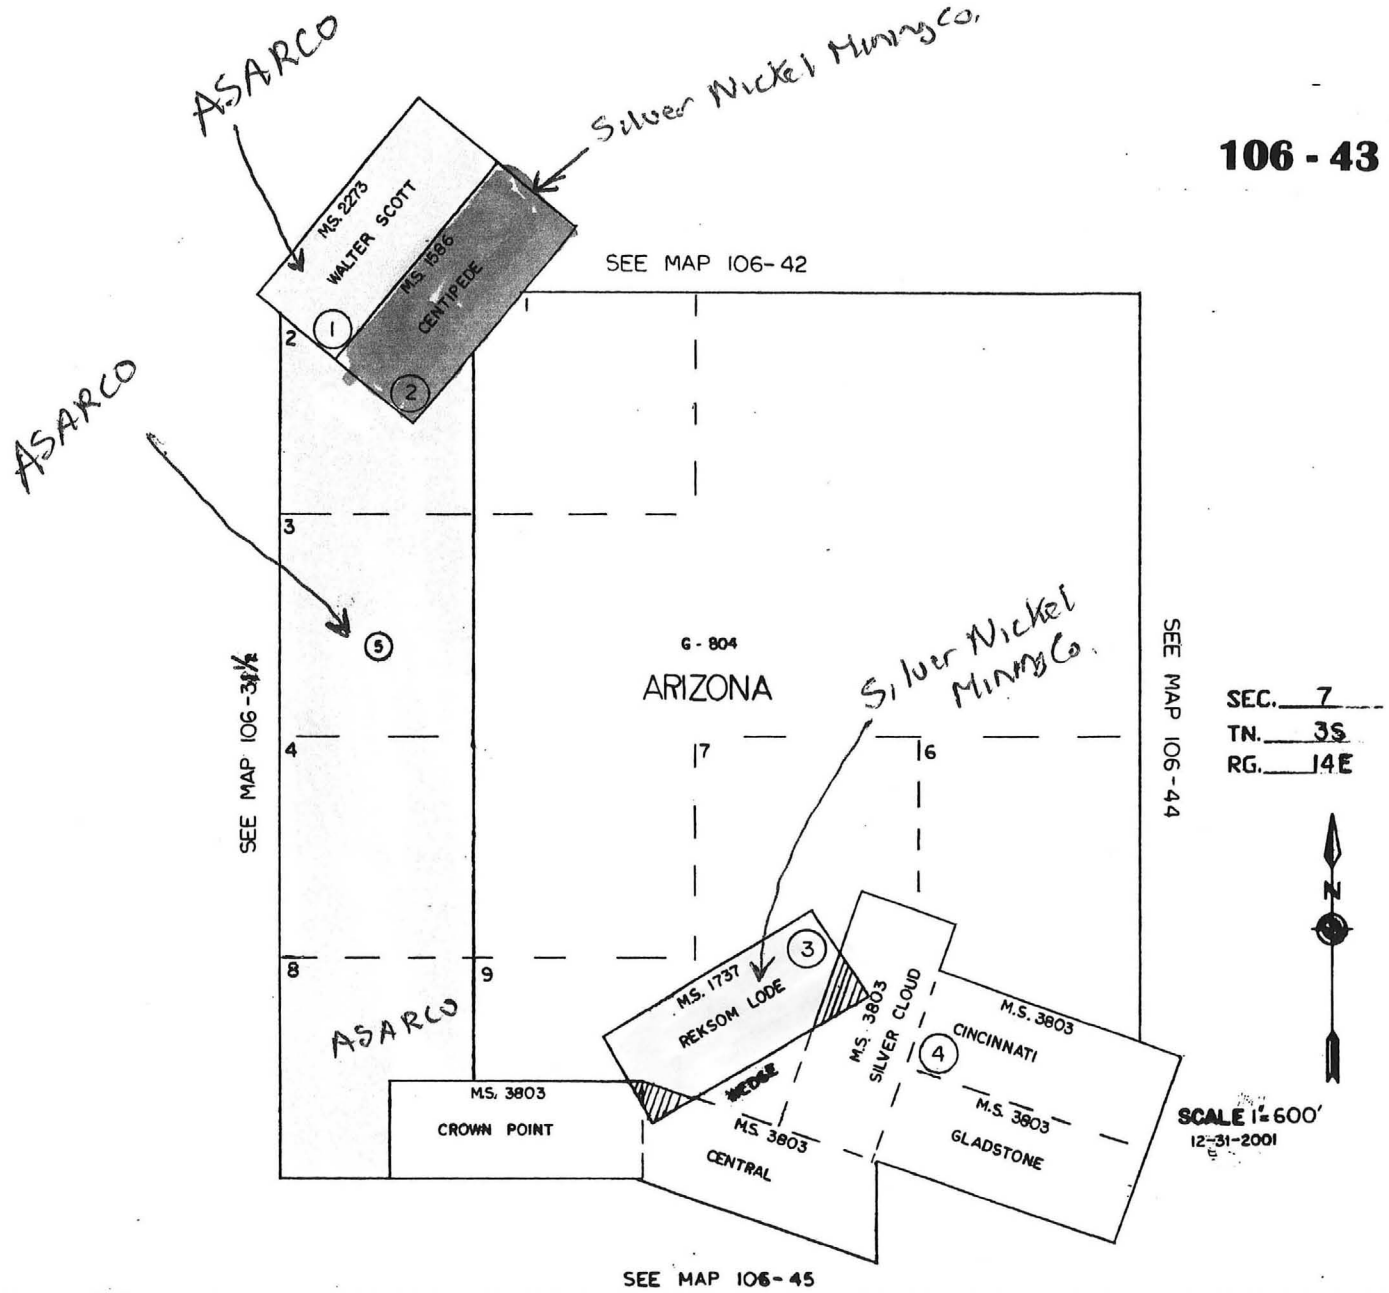 ASARCO
Silver Nickel Mining Co.
106 - 43
M.S. 2273
WALTER SCOTT
M.S. 1586
CENTIPEDE
SEE MAP 106-42
1
2
1
2
ASARCO
3
5
SEE MAP
G - 804
ARIZONA
Silver Nickel
Mining Co.
SEE MAP 106-44
SEC. 7
TN. 3S
RG. 14E
4
7
6
N
3
8
9
M.S. 1737
REKSOM LODE
M.S. 3803
SILVER CLOUD
M.S. 3803
CINCINNATI
4
ASARCO
WEDGE
M.S. 3803
CROWN POINT
M.S. 3803
CENTRAL
M.S. 3803
GLADSTONE
SCALE 1"=600'
12-31-2001
SEE MAP 106-45